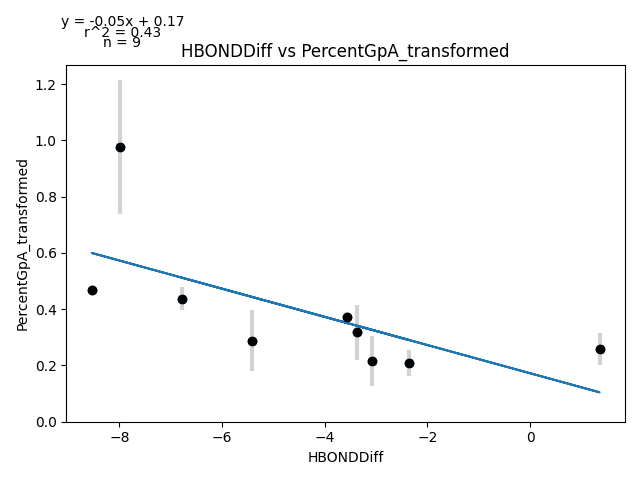 y = -0.05x + 0.17
r^2 = 0.43
n = 9
HBONDDiff vs PercentGpA_transformed
PercentGpA_transformed
1.2
1.0
0.8
0.6
0.4
0.2
0.0
−8
−6
−4
−2
0
HBONDDiff